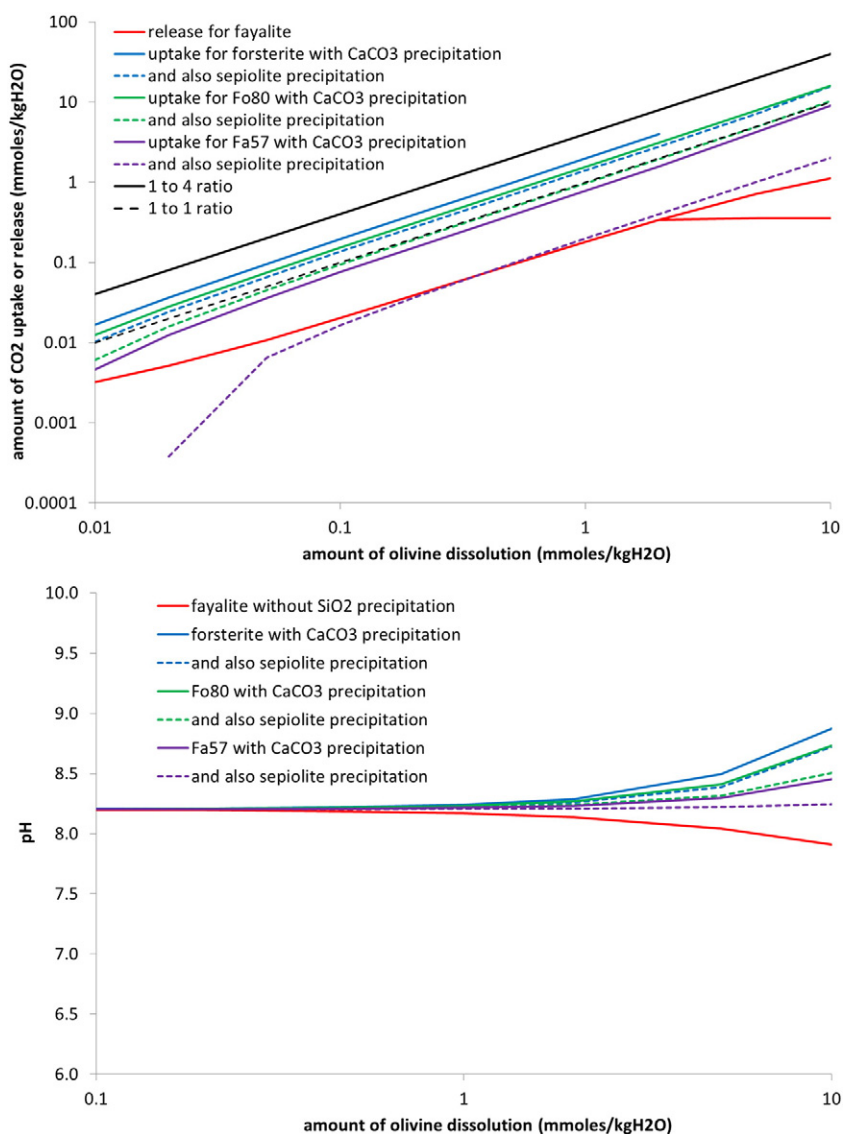 100
10
1
0.1
0.01
0.001
0.0001
amount of CO2 uptake or release (mmoles/kgH2O)
release for fayalite
uptake for forsterite with CaCO3 precipitation
and also sepiolite precipitation
uptake for Fo80 with CaCO3 precipitation
and also sepiolite precipitation
uptake for Fa57 with CaCO3 precipitation
and also sepiolite precipitation
1 to 4 ratio
1 to 1 ratio
0.01
0.1
1
10
amount of olivine dissolution (mmoles/kgH2O)
10.0
9.5
9.0
8.5
8.0
7.5
7.0
6.5
6.0
pH
fayalite without SiO2 precipitation
forsterite with CaCO3 precipitation
and also sepiolite precipitation
Fo80 with CaCO3 precipitation
and also sepiolite precipitation
Fa57 with CaCO3 precipitation
and also sepiolite precipitation
0.1
1
10
amount of olivine dissolution (mmoles/kgH2O)